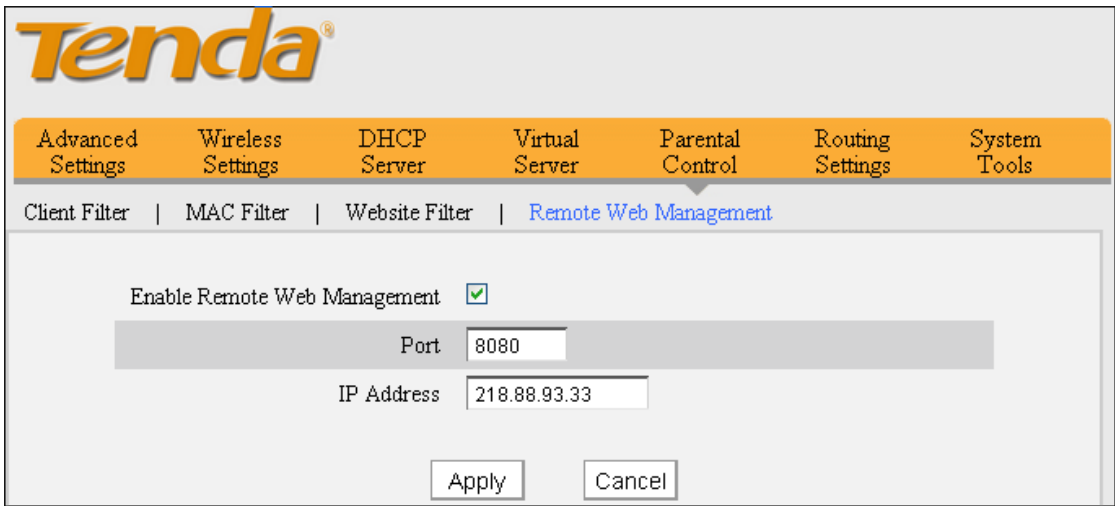 Tenda®
Advanced Settings
Wireless Settings
DHCP Server
Virtual Server
Parental Control
Routing Settings
System Tools
Client Filter | MAC Filter | Website Filter | Remote Web Management
Enable Remote Web Management
Port 8080
IP Address 218.88.93.33
Apply Cancel